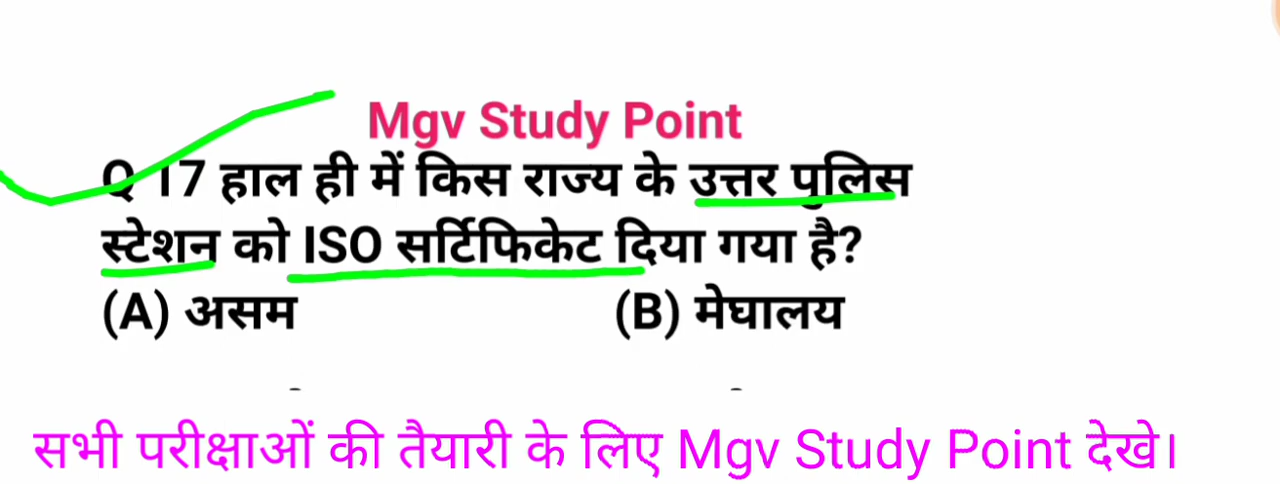 Mgv Study Point
Q 17 हाल ही में किस राज्य के उत्तर पुलिस
स्टेशन को ISO सर्टिफिकेट दिया गया है?
(A) असम (B) मेघालय
सभी परीक्षाओं की तैयारी के लिए Mgv Study Point देखे।